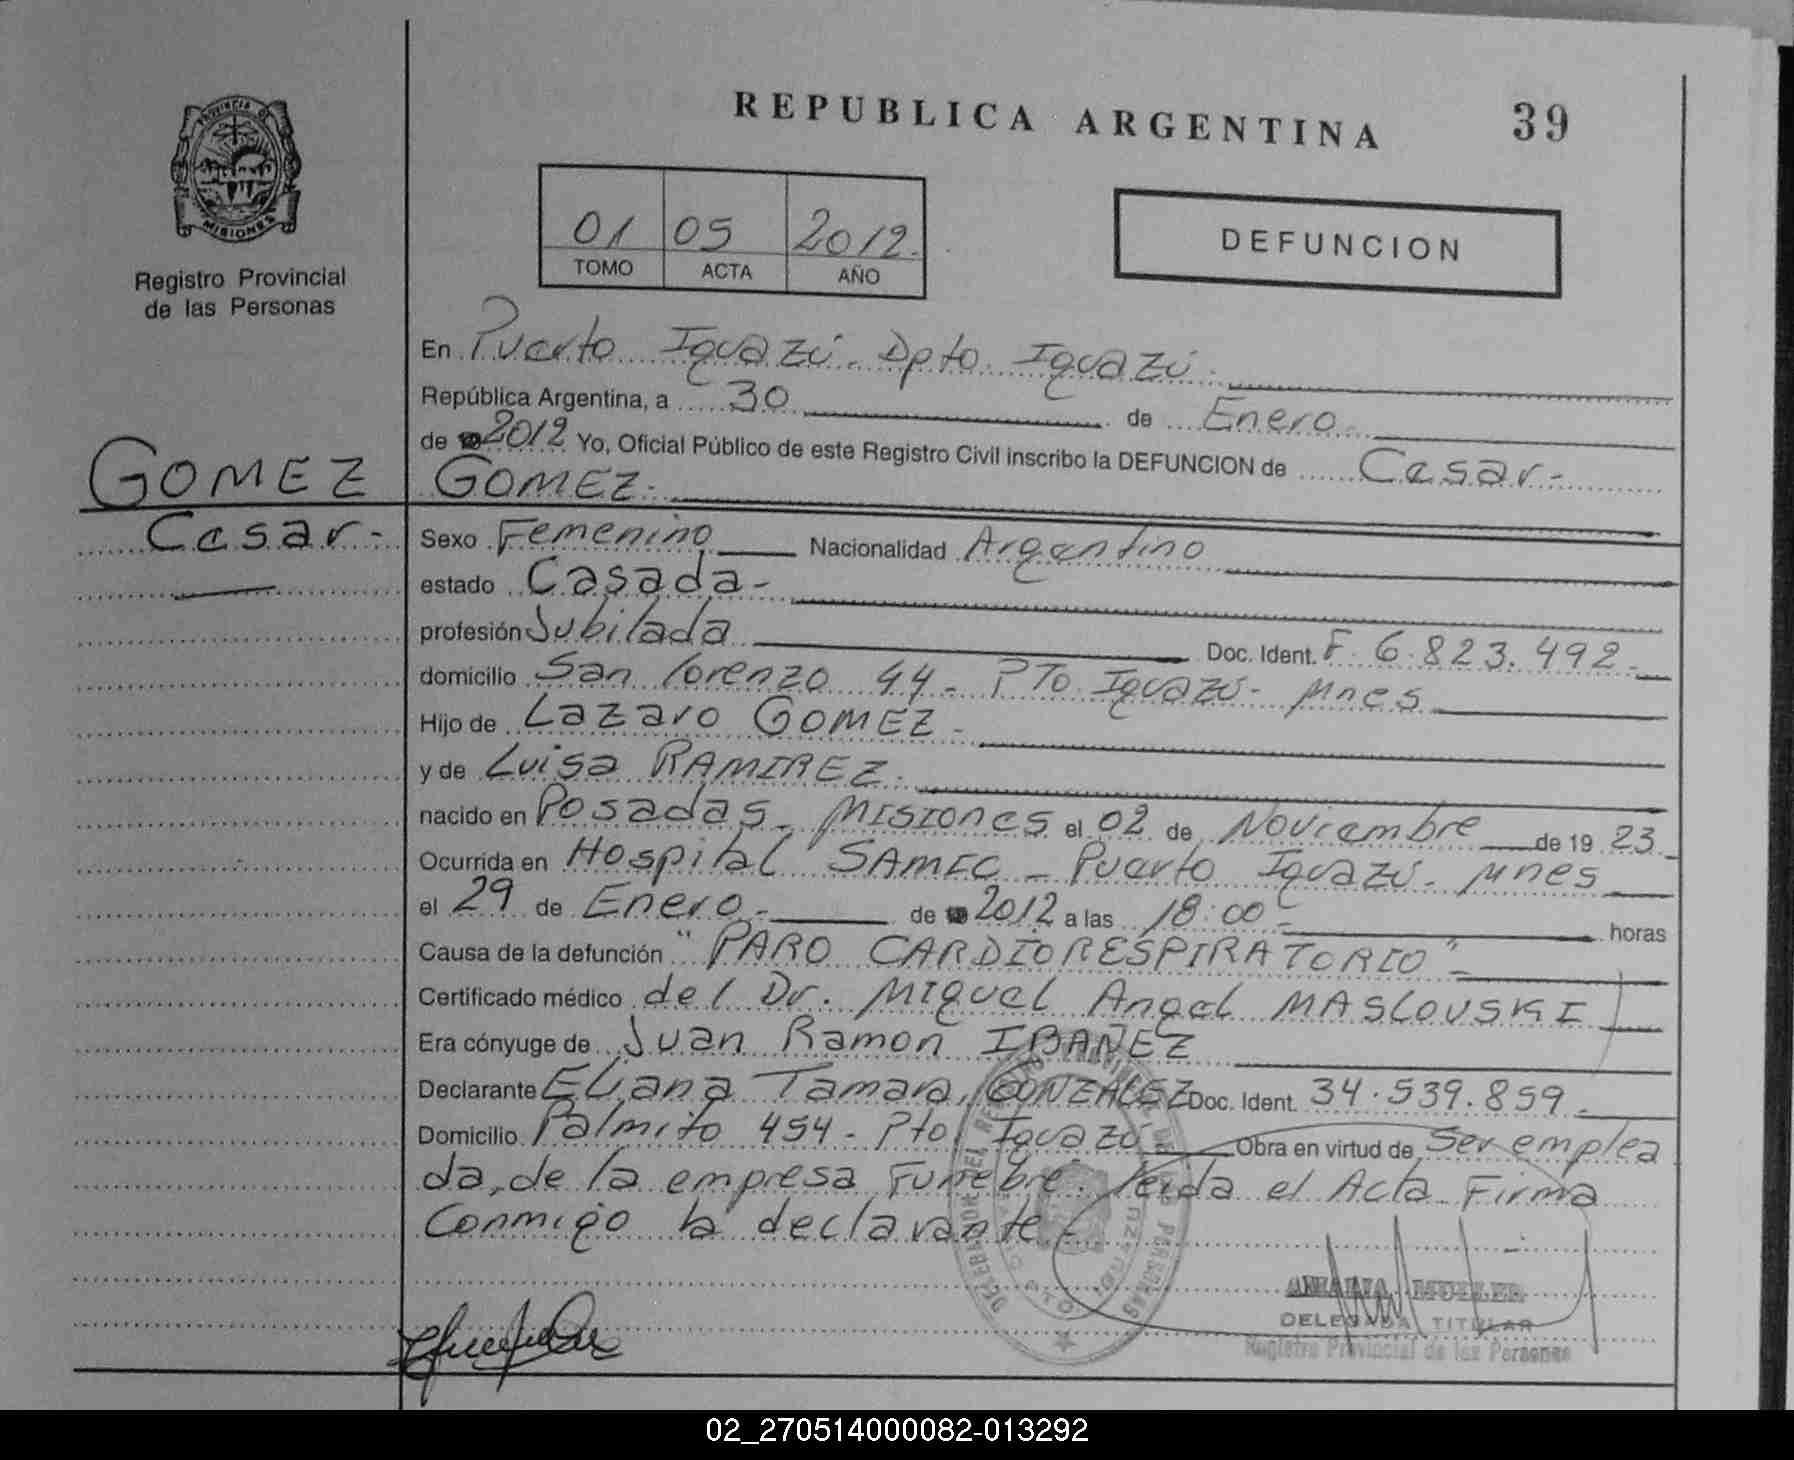 REPUBLICA ARGENTINA
39
PROVINCIA DE
MISIONES
Registro Provincial
de las Personas
01 05 2012.
TOMO ACTA AÑO
DEFUNCION
En Puerto Iguazú. Dpto. Iguazú.
República Argentina, a 30 de Enero.
de 2012 Yo, Oficial Público de este Registro Civil inscribo la DEFUNCION de Cesar.
GOMEZ
GOMEZ.
Cesar.-
Sexo Femenino Nacionalidad Argentino
estado Casada-
profesión Jubilada Doc. Ident. F. 6.823.492.
domicilio San lorenzo 44 - PTo Iguazú- Mnes
Hijo de Lazaro GOMEZ.
y de Luisa RAMIREZ.
nacido en Posadas. Misiones el 02 de Noviembre de 19 23.
Ocurrida en Hospital SAMIC - Puerto Iguazú. Mnes
el 29 de Enero.- de 2012 a las 18:00- horas
Causa de la defunción "PARO CARDIORESPIRATORIO"-
Certificado médico del Dr. Miguel Angel MASLOVSKI
Era cónyuge de Juan Ramon IBAÑEZ
Declarante Eliana Tamara, GONZALEZ Doc. Ident. 34.539.859.
Domicilio Palmito 454 - Pto. Iguazú Obra en virtud de Ser emplea
da, de la empresa Funebre. leida el Acta Firma
Conmigo la declarante.-
DELEGADA TITULAR
Registro Provincial de las Personas
02_270514000082-013292